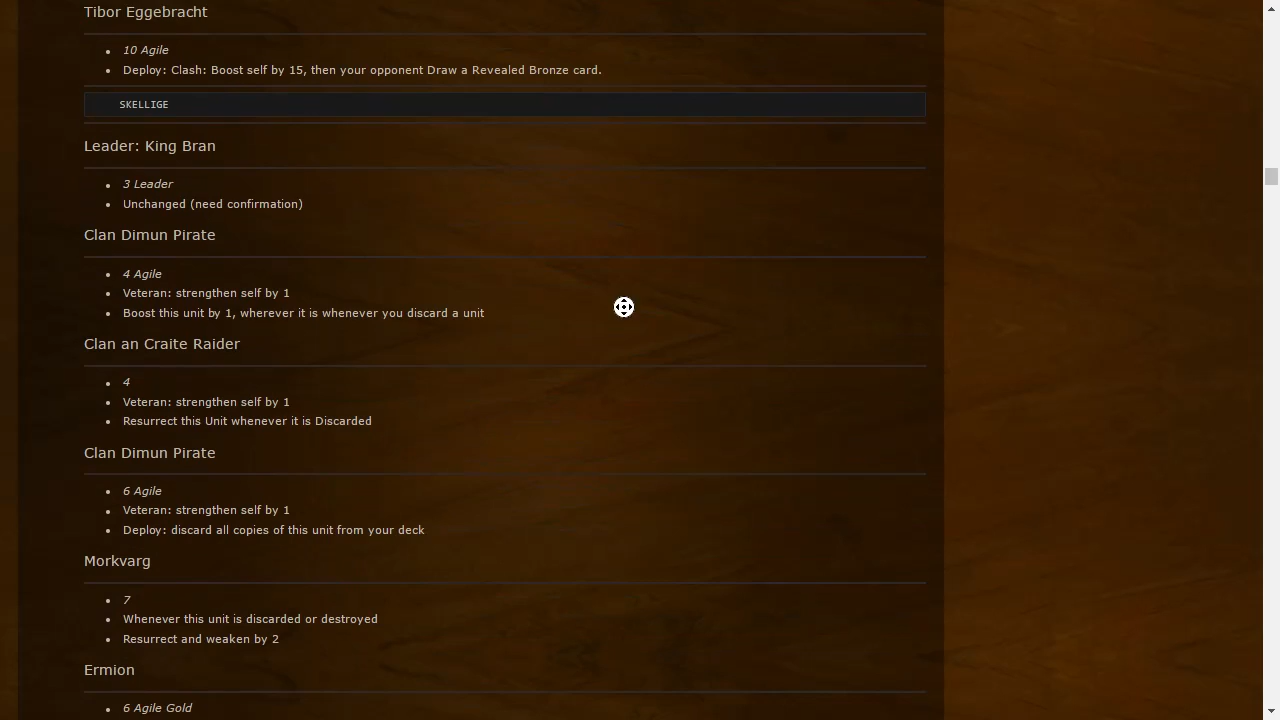 Tibor Eggebracht
10 Agile
Deploy: Clash: Boost self by 15, then your opponent Draw a Revealed Bronze card.
SKELLIGE
Leader: King Bran
3 Leader
Unchanged (need confirmation)
Clan Dimun Pirate
4 Agile
Veteran: strengthen self by 1
Boost this unit by 1, wherever it is whenever you discard a unit
Clan an Craite Raider
4
Veteran: strengthen self by 1
Resurrect this Unit whenever it is Discarded
Clan Dimun Pirate
6 Agile
Veteran: strengthen self by 1
Deploy: discard all copies of this unit from your deck
Morkvarg
7
Whenever this unit is discarded or destroyed
Resurrect and weaken by 2
Ermion
6 Agile Gold